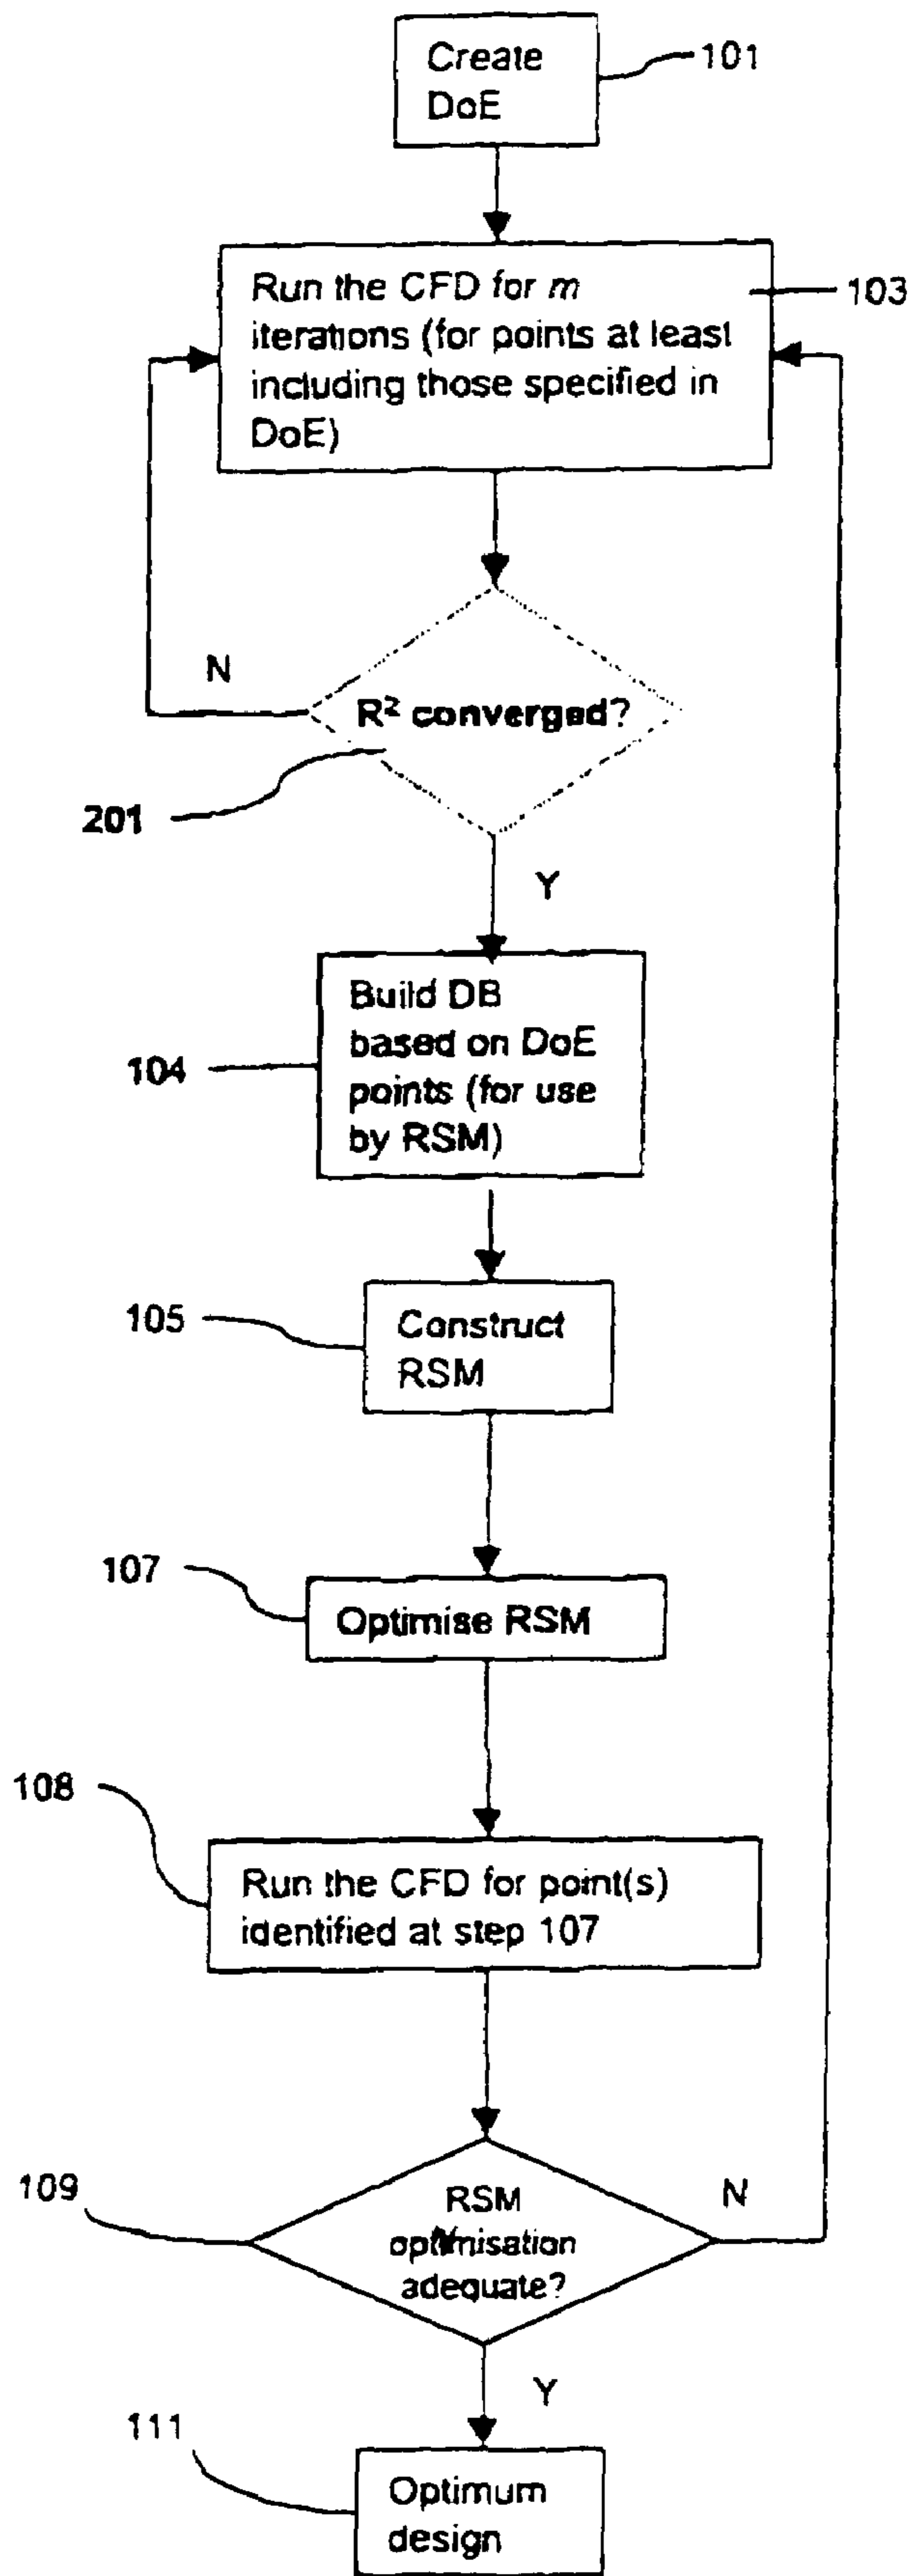 Create
DoE
101
Run the CFD for m
iterations (for points at least
including those specified in
DoE)
103
N
R² converged?
201
Y
Build DB
based on DoE
points (for use
by RSM)
104
Construct
RSM
105
107
Optimise RSM
108
Run the CFD for point(s)
identified at step 107
109
RSM
optimisation
adequate?
N
Y
111
Optimum
design